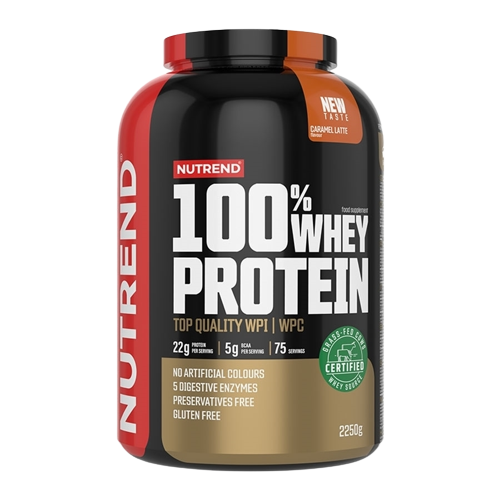 NEW
TASTE
CARAMEL LATTE
flavour
NUTREND®
food supplement
100% WHEY
PROTEIN
TOP QUALITY WPI | WPC
22g PROTEIN PER SERVING | 5g BCAA PER SERVING | 75 SERVINGS
NO ARTIFICIAL COLOURS
5 DIGESTIVE ENZYMES
PRESERVATIVES FREE
GLUTEN FREE
GRASS-FED COWS
CERTIFIED
WHEY SOURCE
2250g
NUTREND®